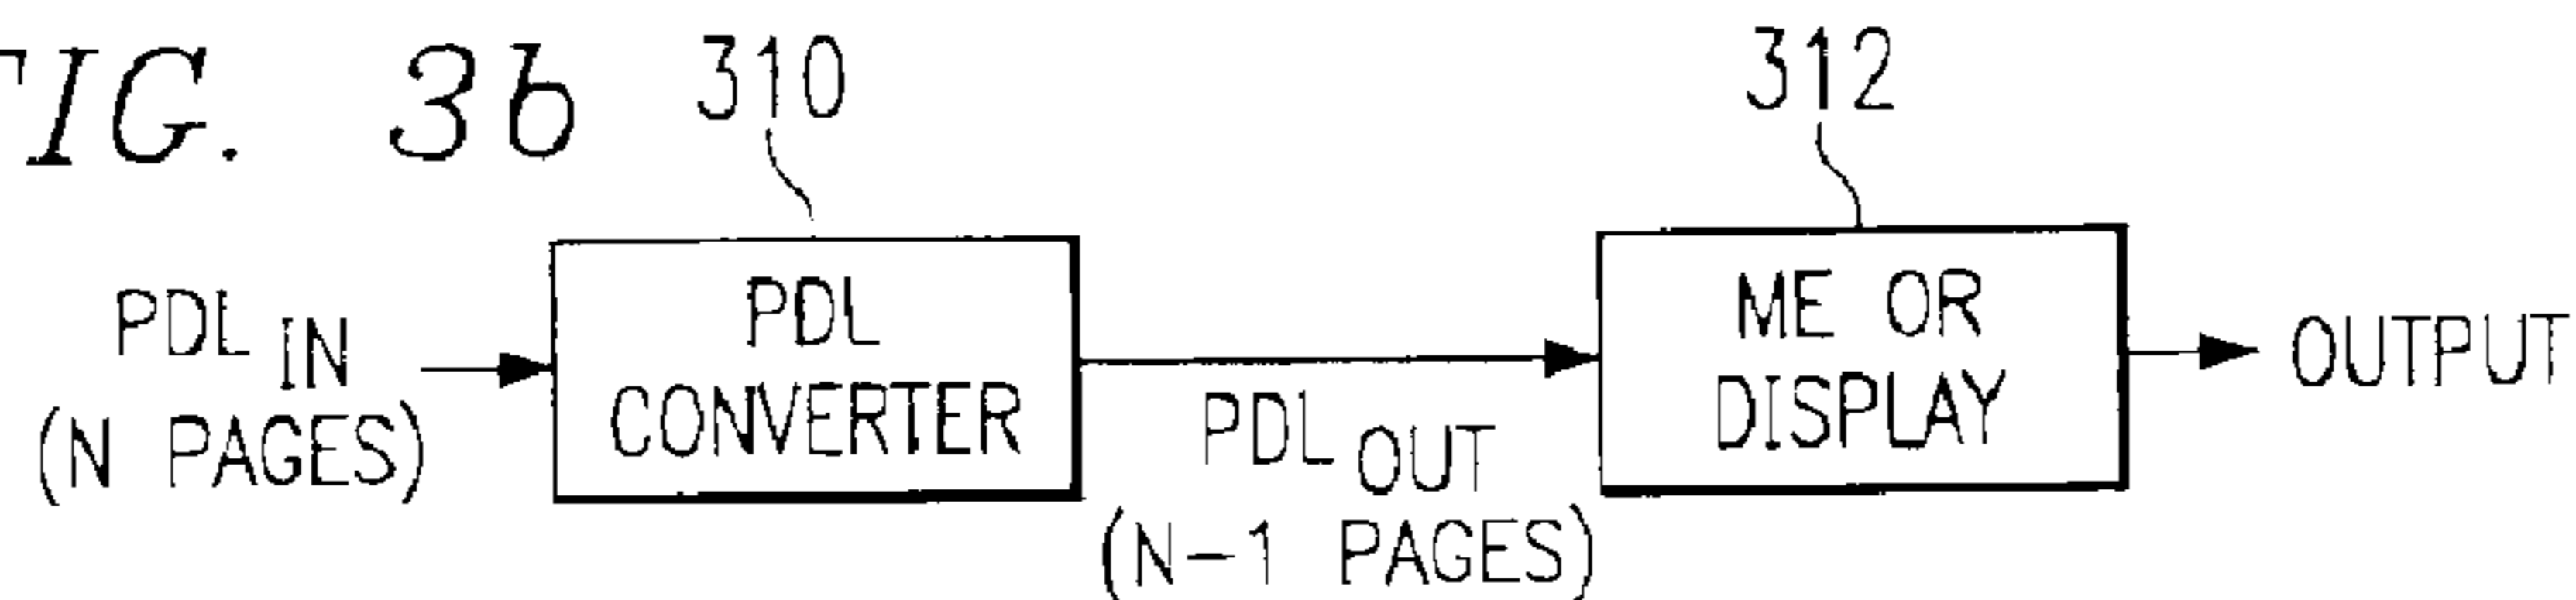 FIG. 3b
310
312
PDL IN
(N PAGES)
PDL
CONVERTER
PDL OUT
(N-1 PAGES)
ME OR
DISPLAY
OUTPUT